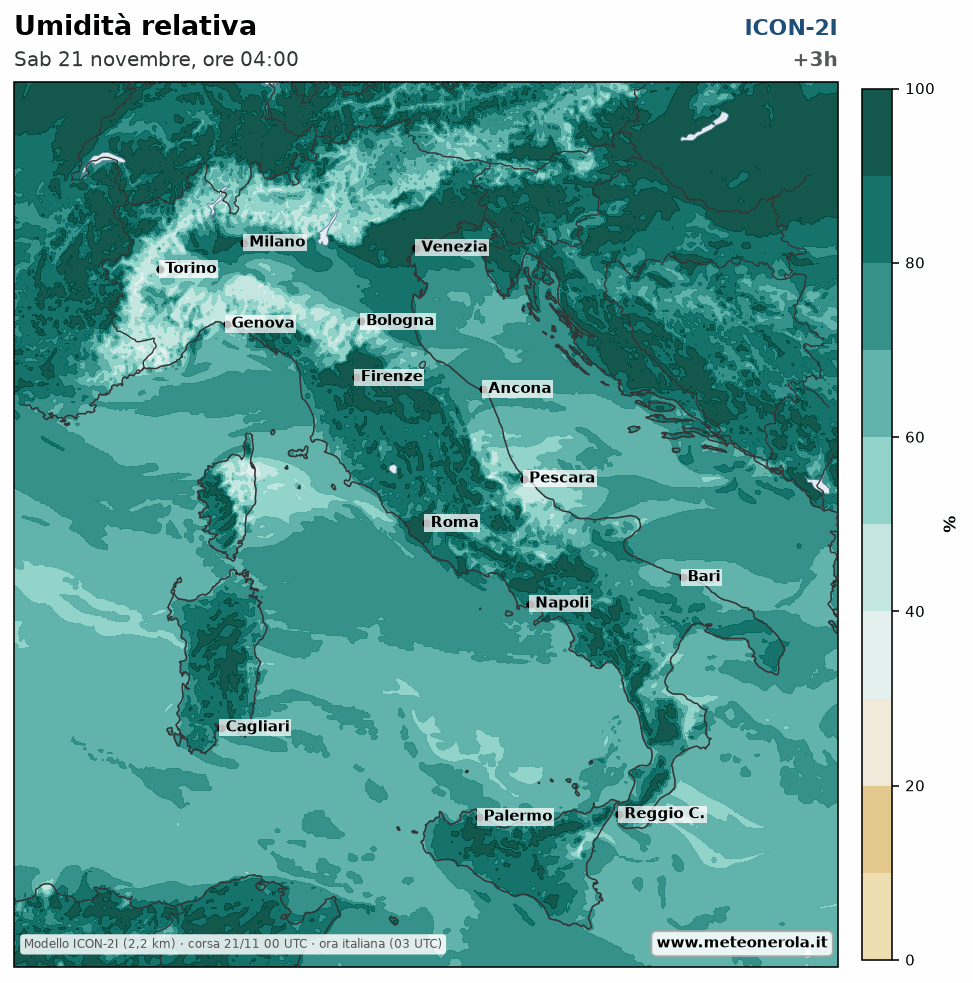 Umidità relativa
ICON-2I
Sab 21 novembre, ore 04:00
+3h
100
80
60
40
20
0
%
Milano
Venezia
Torino
Genova
Bologna
Firenze
Ancona
Pescara
Roma
Bari
Napoli
Cagliari
Palermo
Reggio C.
Modello ICON-2I (2,2 km) · corsa 21/11 00 UTC · ora italiana (03 UTC)
www.meteonerola.it